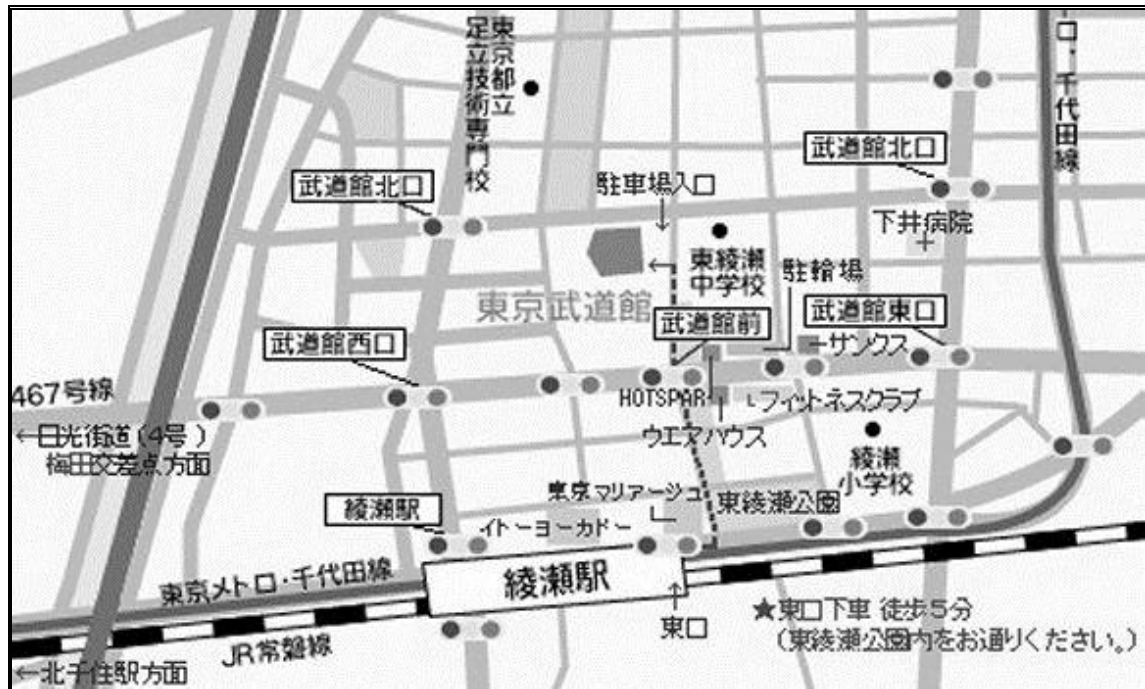 東京都立
足立技術専門校
口・千代田線
武道館北口
武道館北口
駐車場入口
下井病院
東綾瀬
中学校
駐輪場
東京武道館
武道館前
武道館東口
武道館西口
サンクス
467号線
HOTSPAR
フィットネスクラブ
ウエアハウス
←日光街道(4号)
梅田交差点方面
綾瀬
小学校
東京マリアージュ
東綾瀬公園
綾瀬駅
イトーヨーカドー
綾瀬駅
東京メトロ・千代田線
東口
★東口下車 徒歩5分
(東綾瀬公園内をお通りください。)
JR常磐線
←北千住駅方面